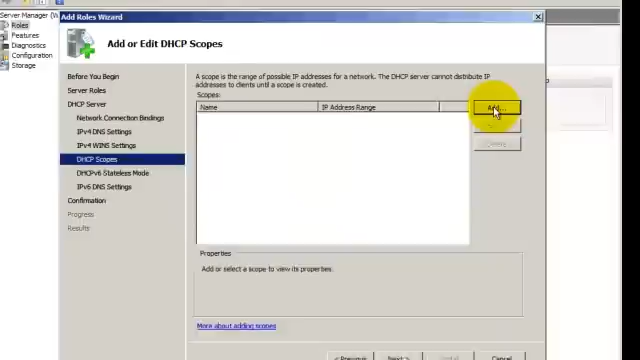 Server Manager (W
Roles
Features
Diagnostics
Configuration
Storage
Add Roles Wizard
Add or Edit DHCP Scopes
Before You Begin
Server Roles
DHCP Server
Network Connection Bindings
IPv4 DNS Settings
IPv4 WINS Settings
DHCP Scopes
DHCPv6 Stateless Mode
IPv6 DNS Settings
Confirmation
Progress
Results
A scope is the range of possible IP addresses for a network. The DHCP server cannot distribute IP
addresses to clients until a scope is created.
Scopes:
Name
IP Address Range
Add...
Delete
Properties
Add or select a scope to view its properties.
More about adding scopes
< Previous
Next >
Install
Cancel